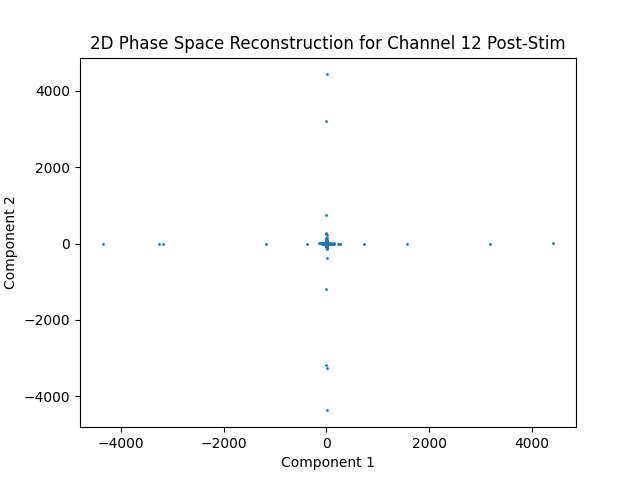 2D Phase Space Reconstruction for Channel 12 Post-Stim
4000
2000
0
−2000
−4000
Component 2
−4000 −2000 0 2000 4000
Component 1